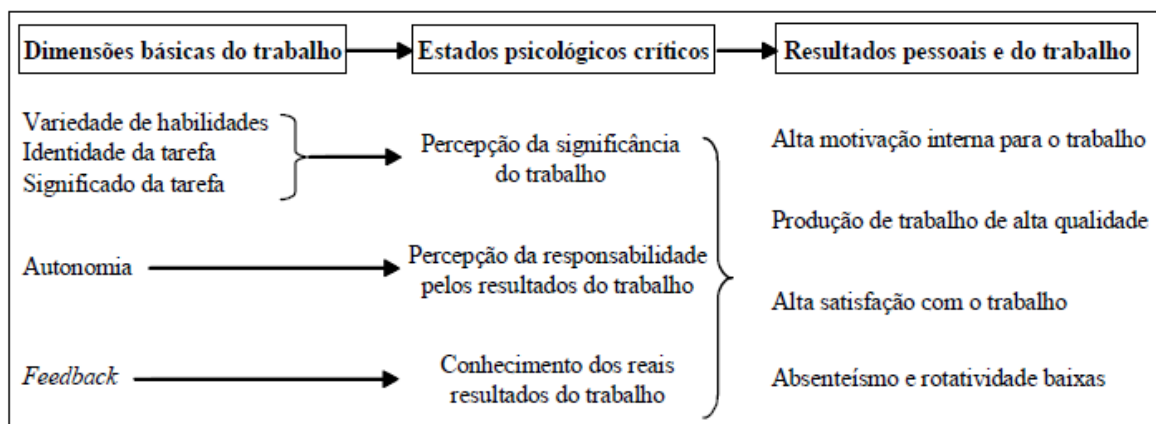 Dimensões básicas do trabalho
Estados psicológicos críticos
Resultados pessoais e do trabalho
Variedade de habilidades
Identidade da tarefa
Significado da tarefa
Percepção da significância
do trabalho
Alta motivação interna para o trabalho
Produção de trabalho de alta qualidade
Autonomia
Percepção da responsabilidade
pelos resultados do trabalho
Alta satisfação com o trabalho
Feedback
Conhecimento dos reais
resultados do trabalho
Absenteísmo e rotatividade baixas